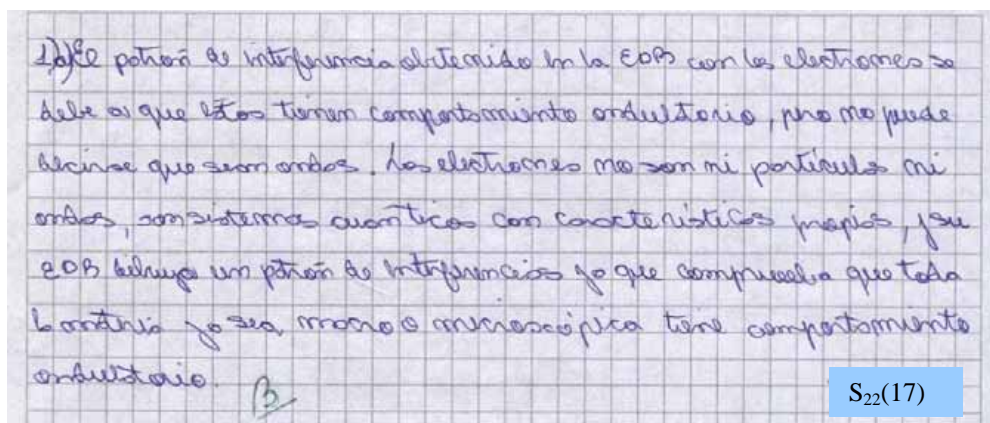 1)a) El patrón de interferencia obtenido en la EDR con los electrones se
debe a que estos tienen comportamiento ondulatorio, pero no puede
decirse que sean ondas. Los electrones no son ni partículas ni
ondas, son sistemas cuánticos con características propias, y su
EDR dibuja un patrón de interferencias ya que comprueba que toda
la materia ya sea, macro o microscópica tiene comportamiento
ondulatorio.
B
S₂₂(17)